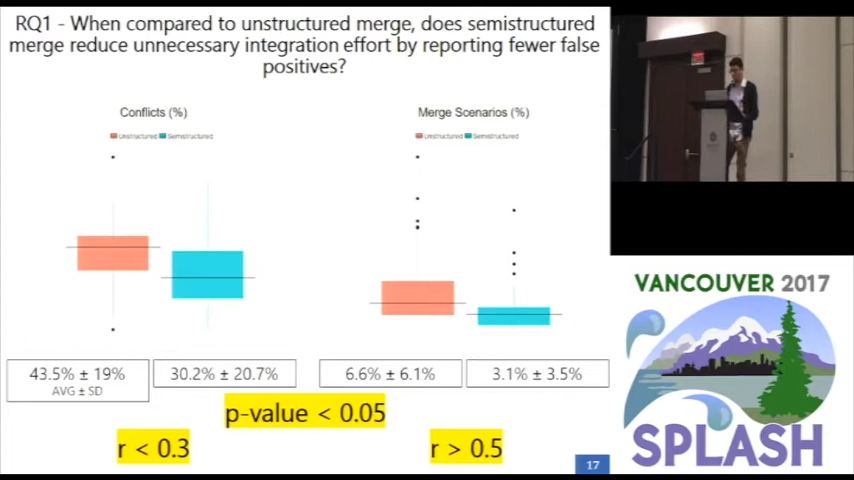 RQ1 - When compared to unstructured merge, does semistructured
merge reduce unnecessary integration effort by reporting fewer false
positives?
Conflicts (%)
Unstructured Semistructured
Merge Scenarios (%)
Unstructured Semistructured
43.5% ± 19%
AVG ± SD
30.2% ± 20.7%
6.6% ± 6.1%
3.1% ± 3.5%
p-value < 0.05
r < 0.3
r > 0.5
17
VANCOUVER 2017
SPLASH